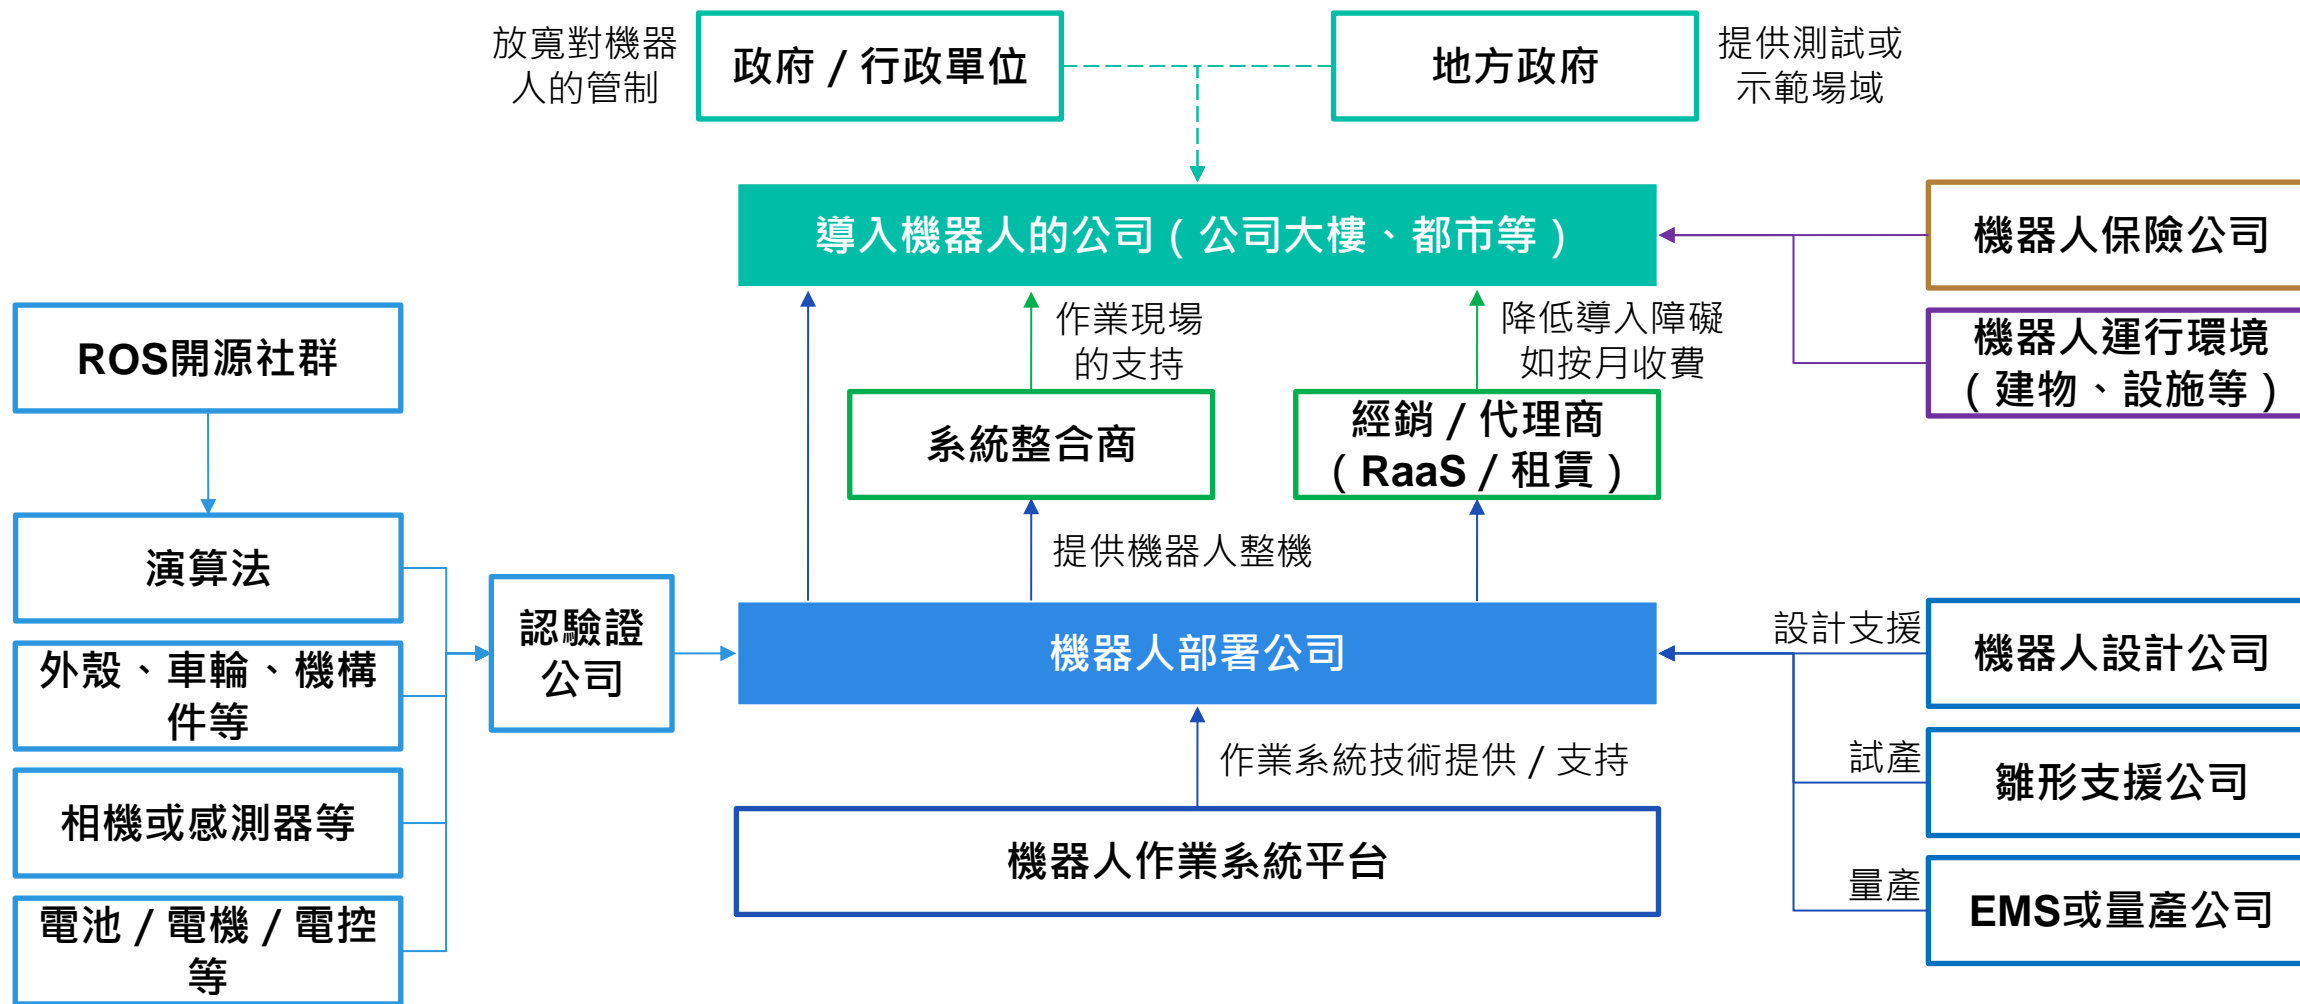 放寬對機器
人的管制
政府／行政單位
地方政府
提供測試或
示範場域
導入機器人的公司（公司大樓、都市等）
機器人保險公司
機器人運行環境
（建物、設施等）
ROS開源社群
作業現場
的支持
降低導入障礙
如按月收費
系統整合商
經銷／代理商
（RaaS／租賃）
演算法
提供機器人整機
外殼、車輪、機構
件等
相機或感測器等
電池／電機／電控
等
認驗證
公司
機器人部署公司
設計支援
機器人設計公司
試產
雛形支援公司
量產
EMS或量產公司
作業系統技術提供／支持
機器人作業系統平台